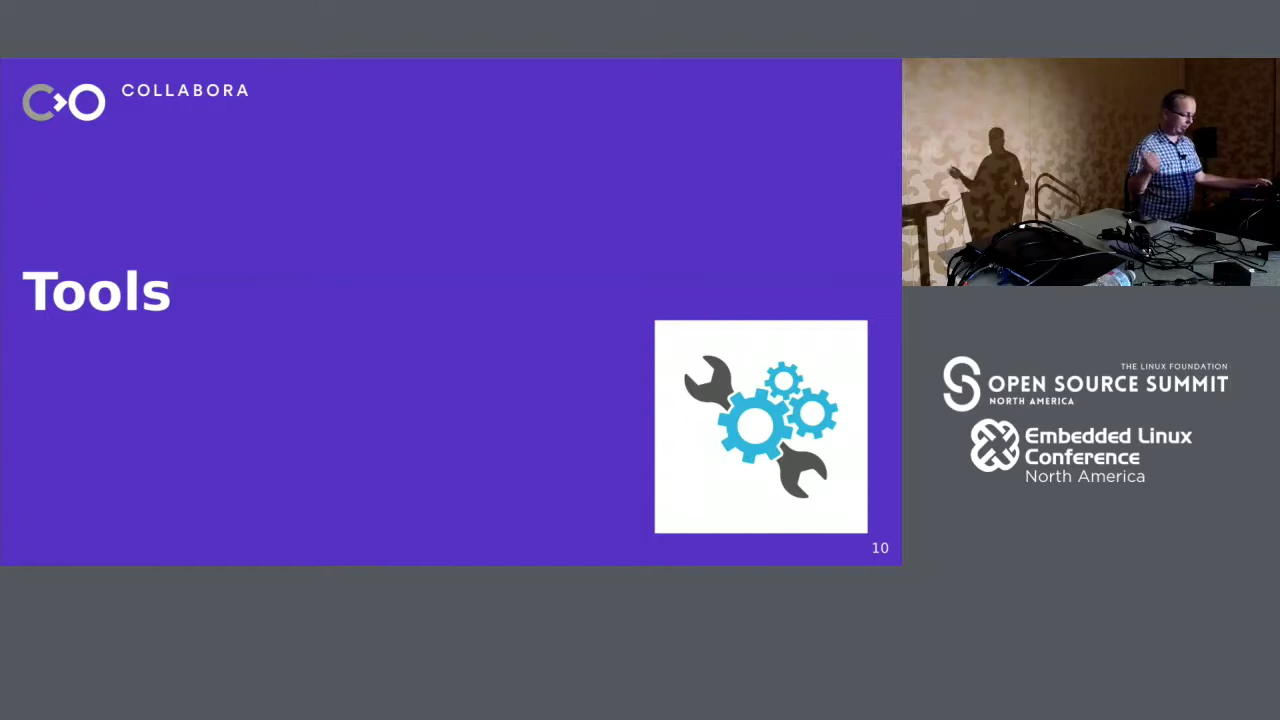 COLLABORA
Tools
10
THE LINUX FOUNDATION
OPEN SOURCE SUMMIT
NORTH AMERICA
Embedded Linux
Conference
North America